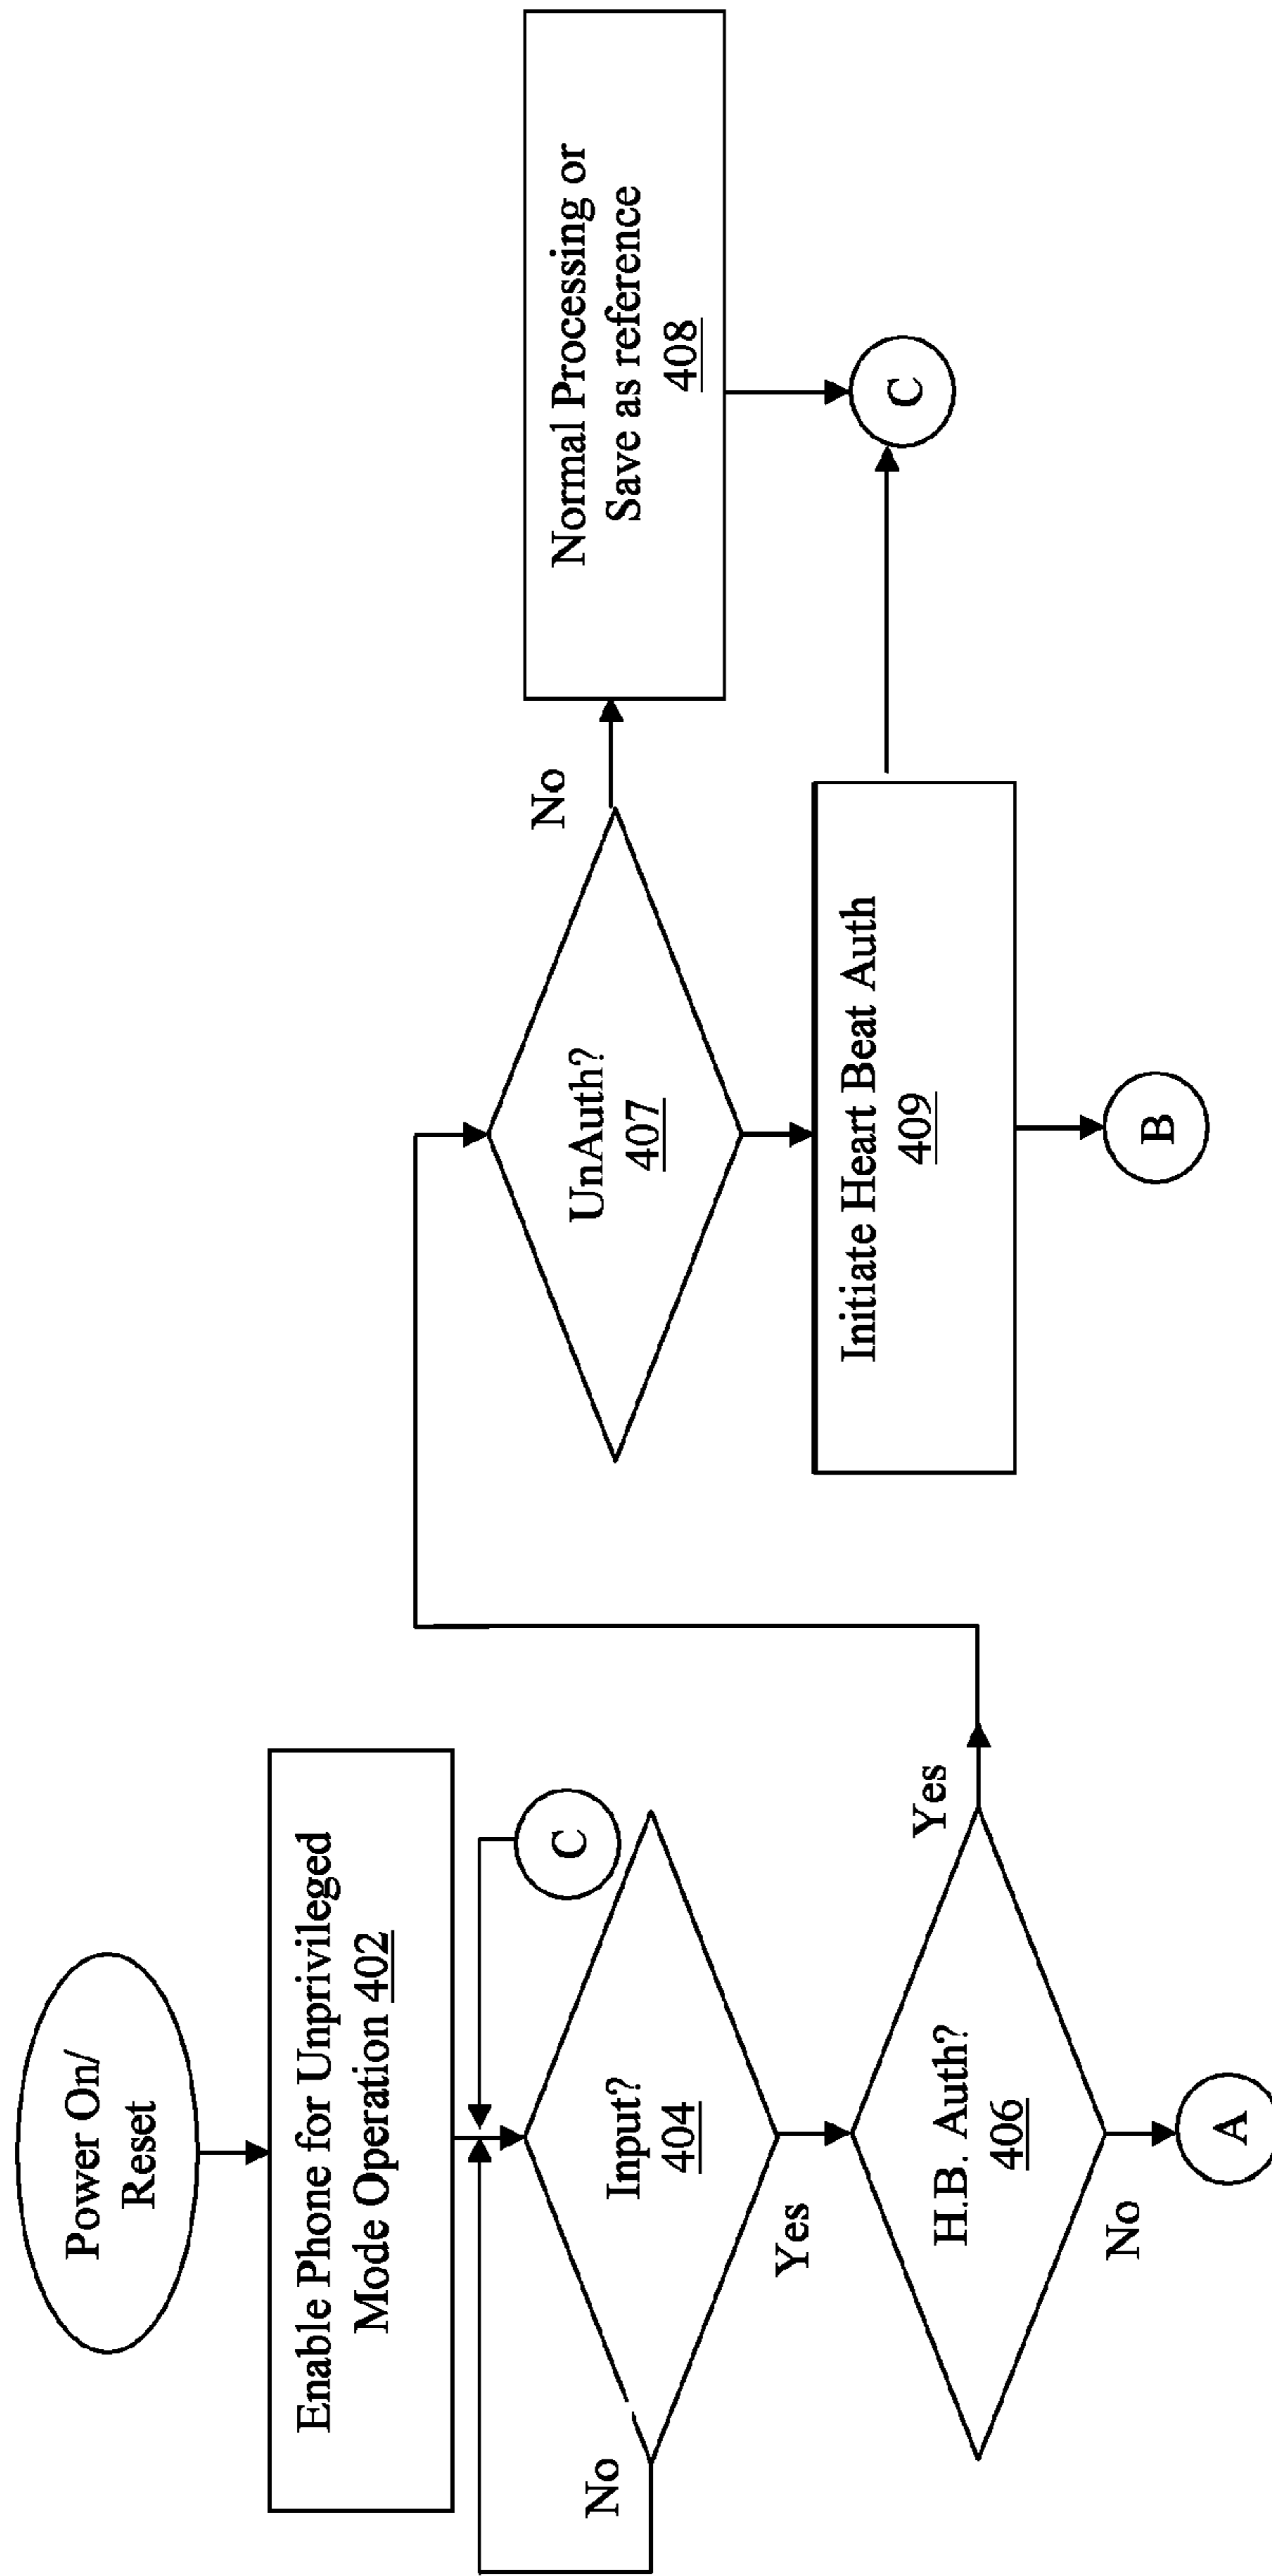 Power On/
Reset
Enable Phone for Unprivileged
Mode Operation 402
C
Input?
404
No
Yes
H.B. Auth?
406
Yes
No
A
UnAuth?
407
No
Normal Processing or
Save as reference
408
Initiate Heart Beat Auth
409
C
B